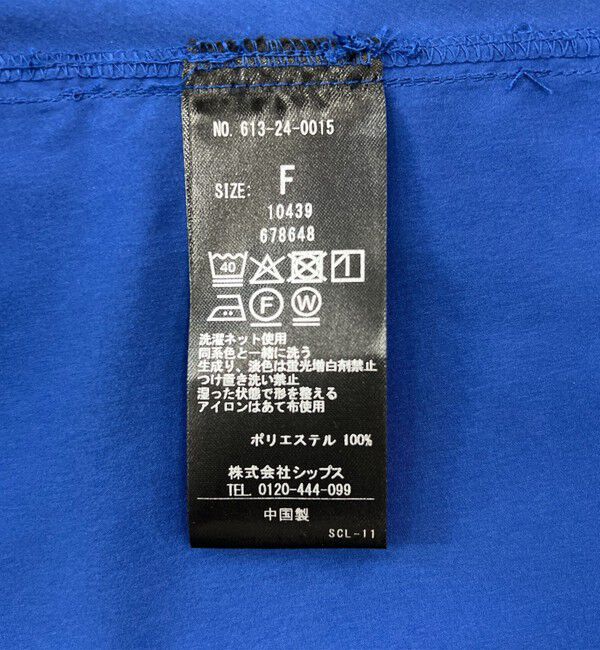 NO. 613-24-0015
SIZE: F
10439
678648
40
F W
洗濯ネット使用
同系色と一緒に洗う
生成り、淡色は蛍光増白剤禁止
つけ置き洗い禁止
湿った状態で形を整える
アイロンはあて布使用
ポリエステル 100%
株式会社シップス
TEL. 0120-444-099
中国製
SCL-11